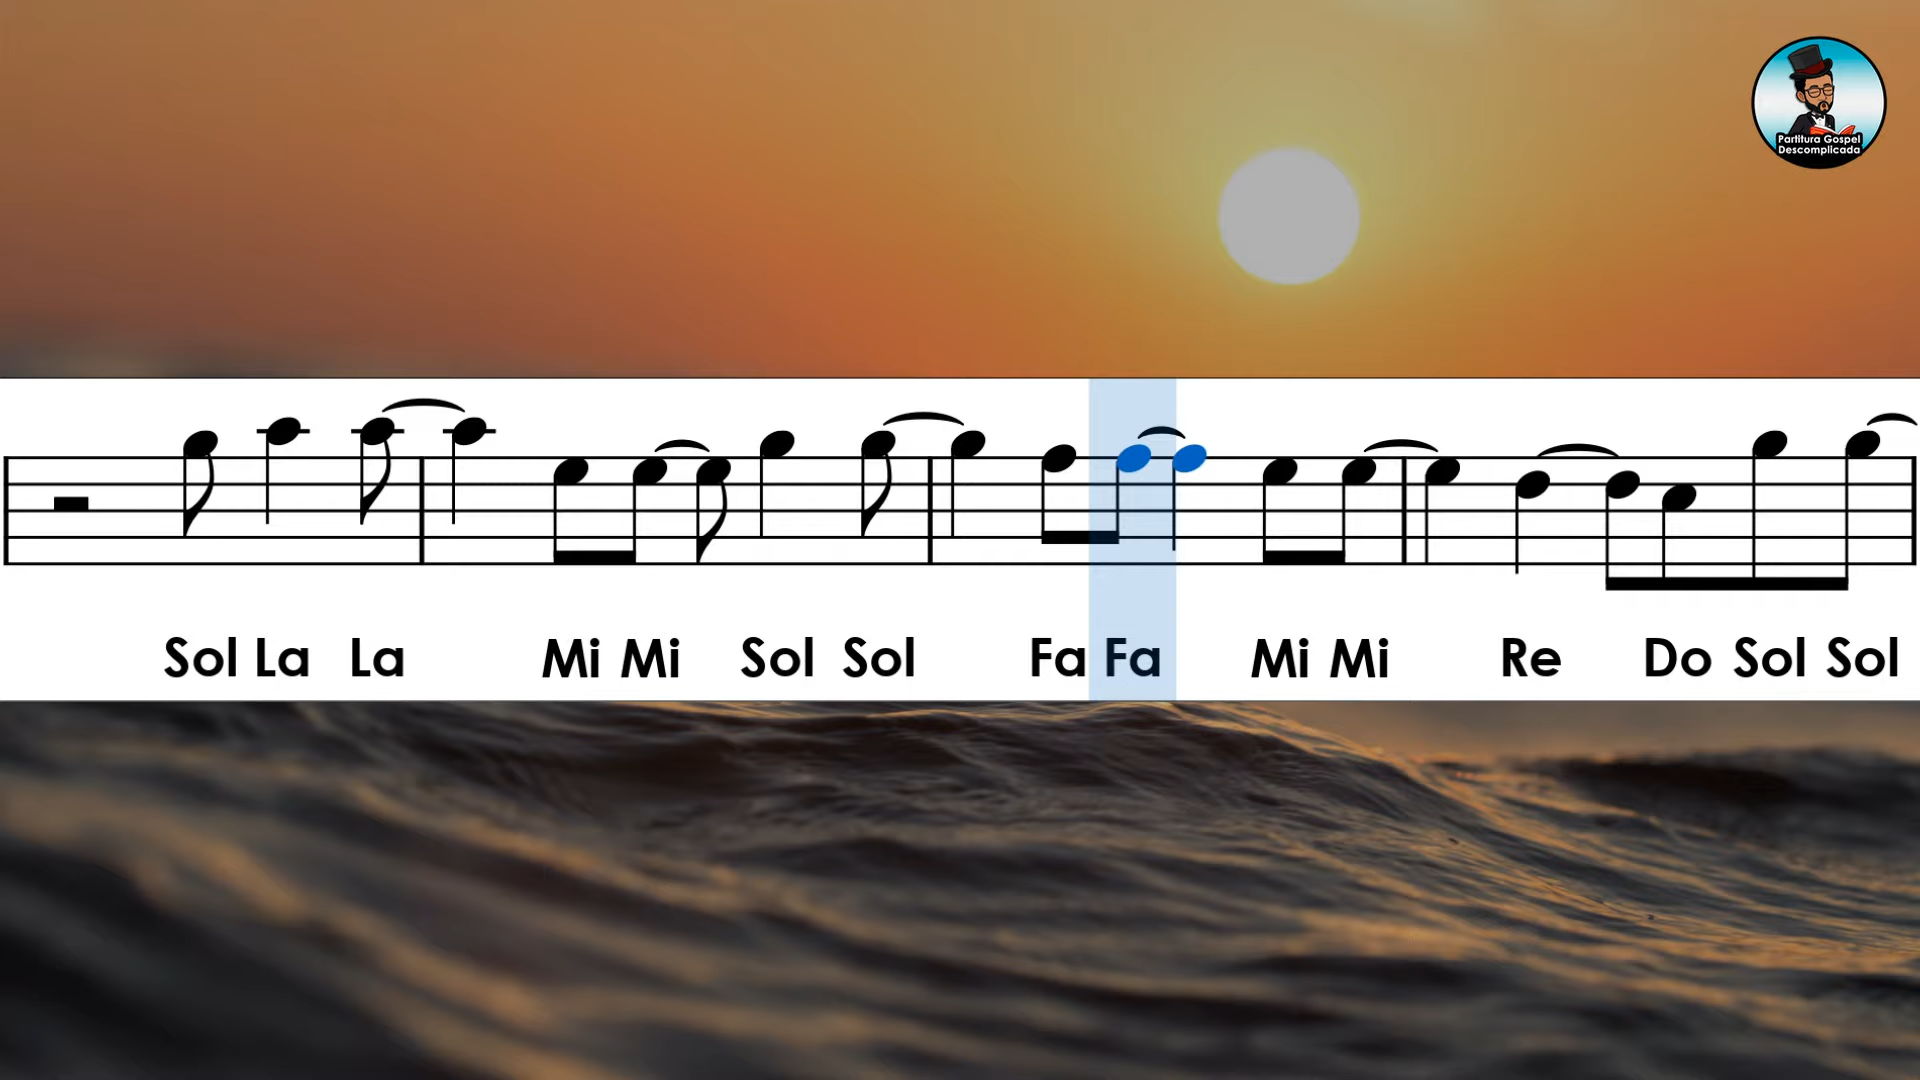 Partitura Gospel
Descomplicada
Sol La La Mi Mi Sol Sol Fa Fa Mi Mi Re Do Sol Sol